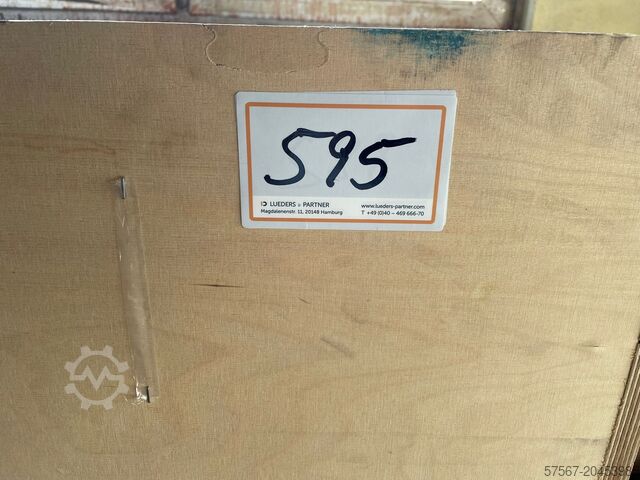 595
LUEDERS & PARTNER
Magdalenenstr. 11, 20148 Hamburg
www.lueders-partner.com
T +49 (0)40 – 469 666-70
57567-2045398